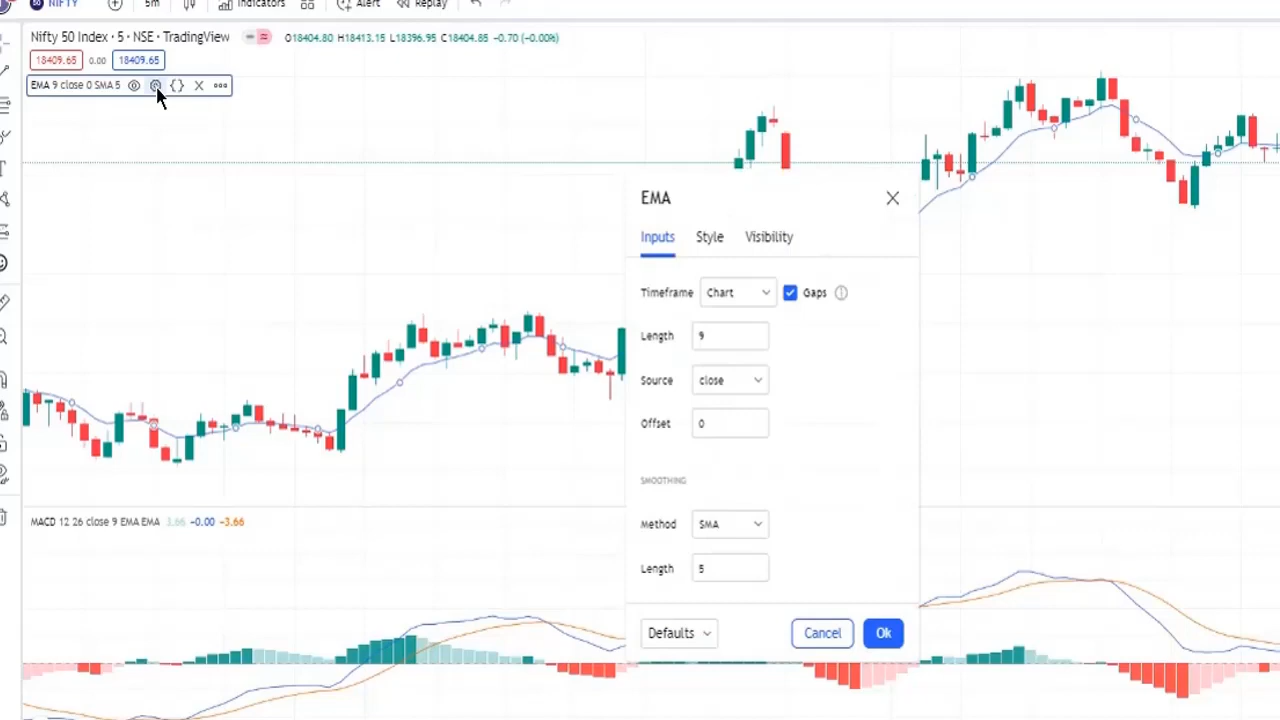 NIFTY 5m Indicators Alert Replay
Nifty 50 Index · 5 · NSE · TradingView O18404.80 H18413.15 L18396.95 C18404.85 −0.70 (−0.00%)
18409.65 0.00 18409.65
EMA 9 close 0 SMA 5
EMA
Inputs Style Visibility
Timeframe Chart Gaps
Length 9
Source close
Offset 0
SMOOTHING
Method SMA
Length 5
Defaults Cancel Ok
MACD 12 26 close 9 EMA EMA 3.66 −0.00 −3.66